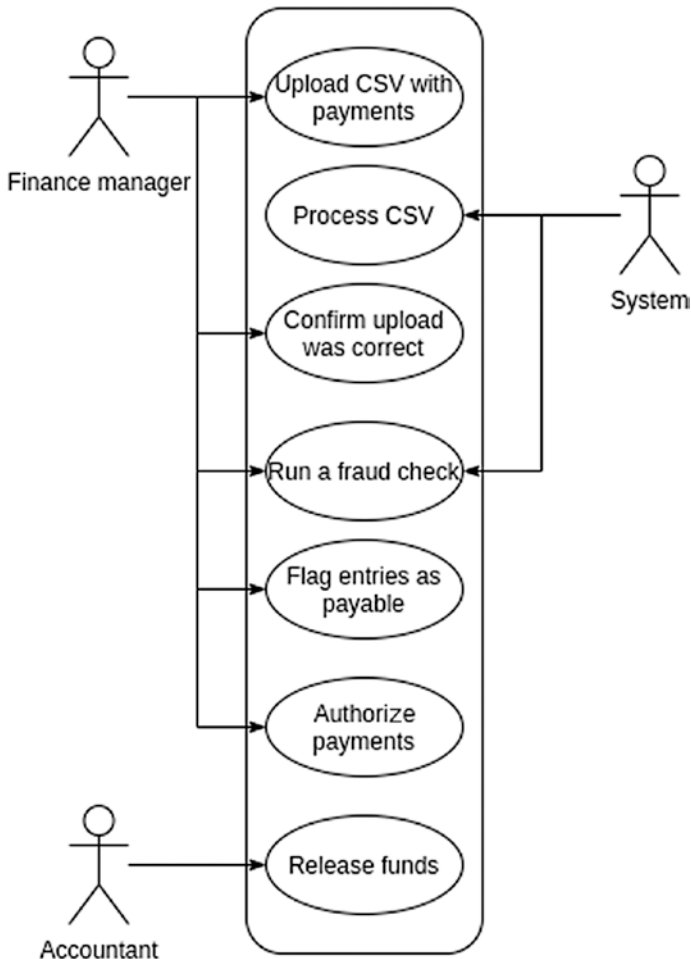 Upload CSV with
payments
Finance manager
Process CSV
System
Confirm upload
was correct
Run a fraud check
Flag entries as
payable
Authorize
payments
Release funds
Accountant